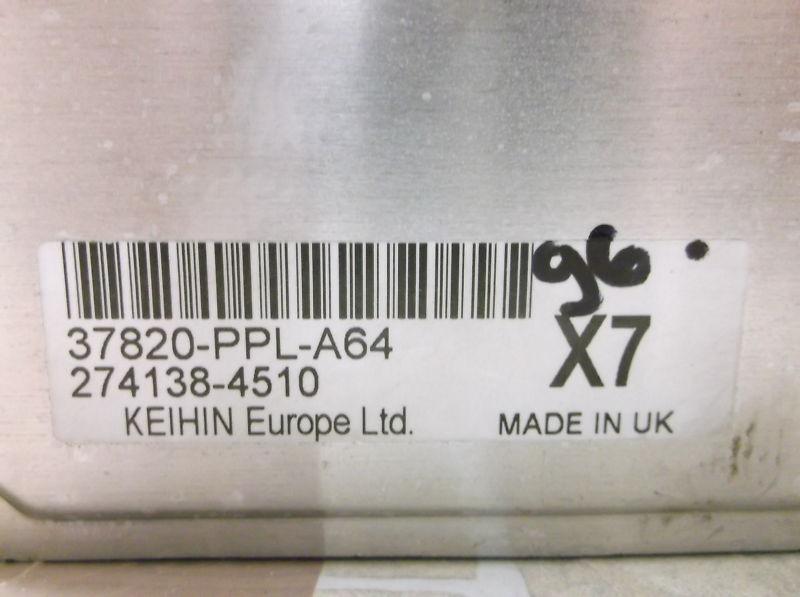 96.
37820-PPL-A64
X7
274138-4510
KEIHIN Europe Ltd.
MADE IN UK